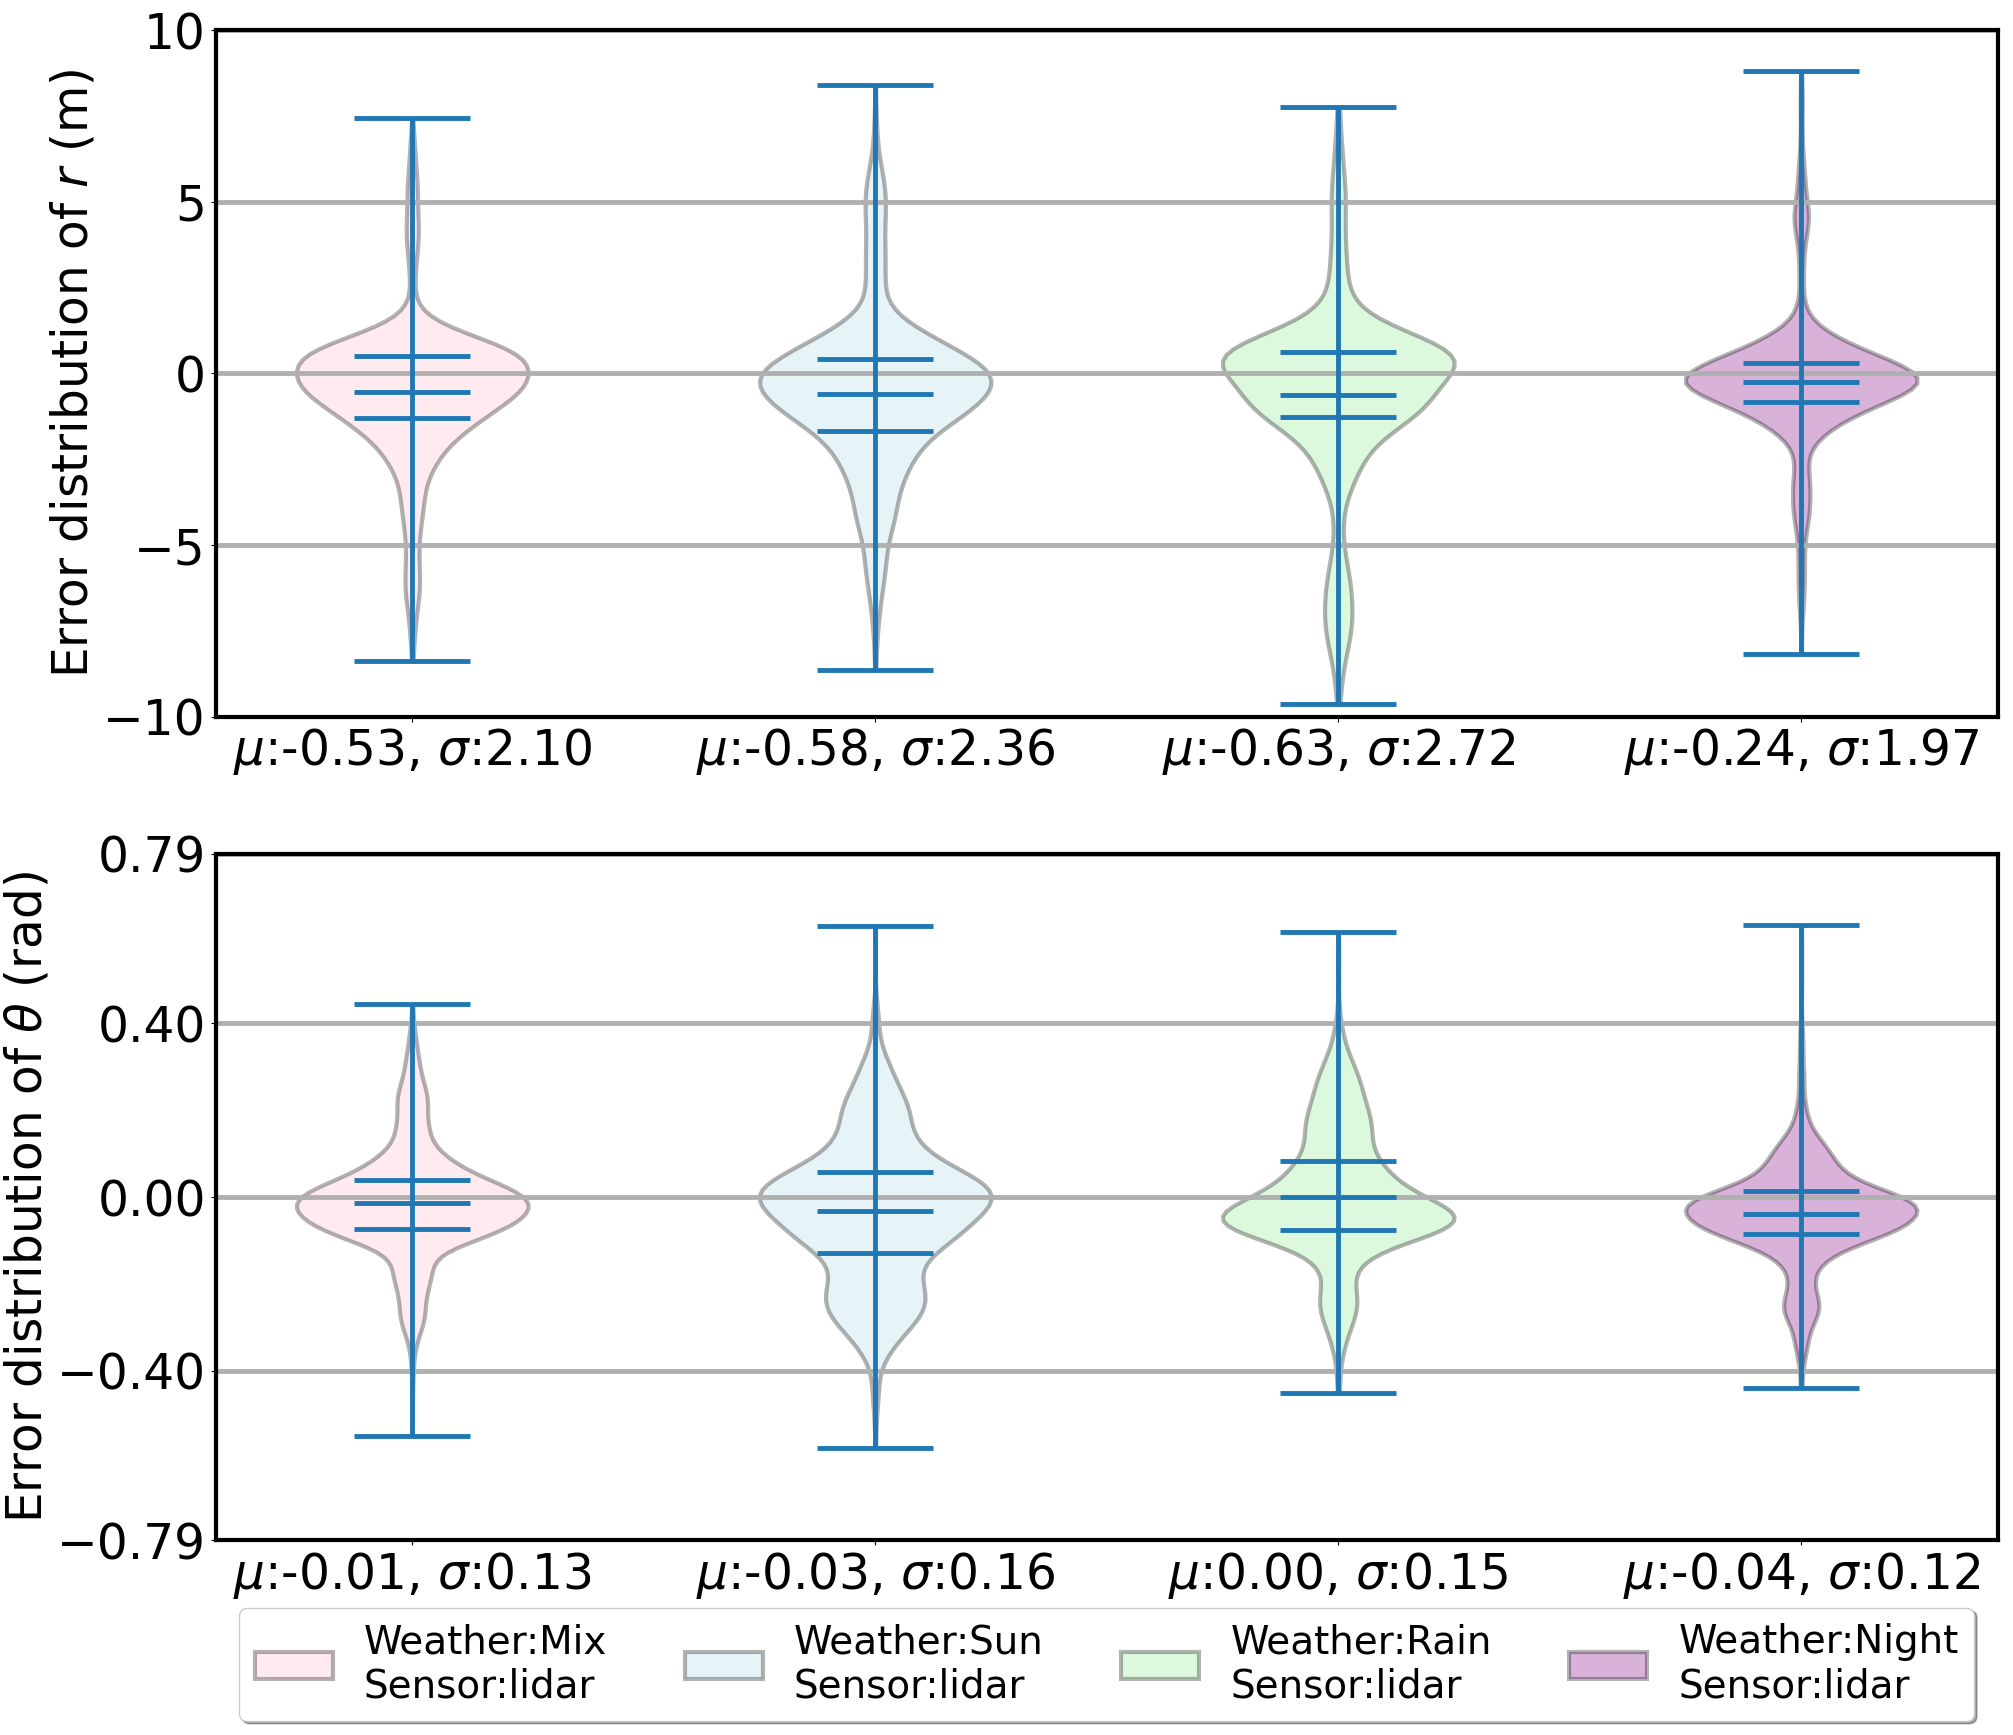 Error distribution of r (m)
10
5
0
−5
−10
μ:-0.53, σ:2.10
μ:-0.58, σ:2.36
μ:-0.63, σ:2.72
μ:-0.24, σ:1.97
Error distribution of θ (rad)
0.79
0.40
0.00
−0.40
−0.79
μ:-0.01, σ:0.13
μ:-0.03, σ:0.16
μ:0.00, σ:0.15
μ:-0.04, σ:0.12
Weather:Mix
Sensor:lidar
Weather:Sun
Sensor:lidar
Weather:Rain
Sensor:lidar
Weather:Night
Sensor:lidar